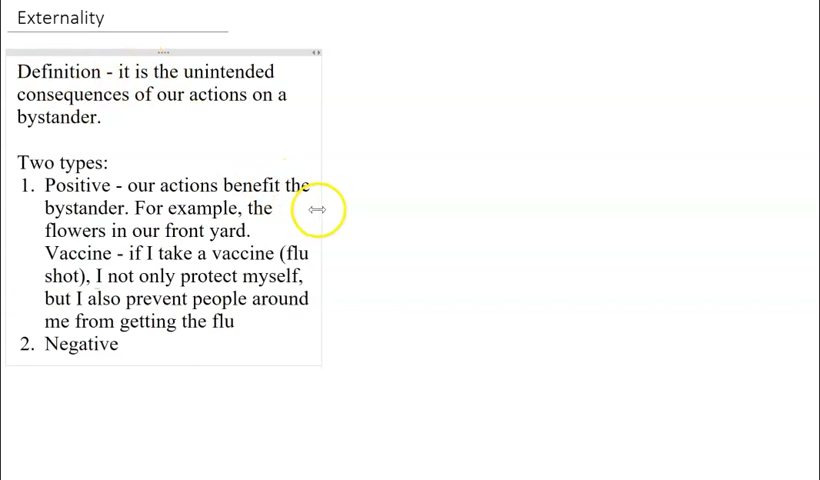 Externality
Definition - it is the unintended
consequences of our actions on a
bystander.
Two types:
1. Positive - our actions benefit the
bystander. For example, the
flowers in our front yard.
Vaccine - if I take a vaccine (flu
shot), I not only protect myself,
but I also prevent people around
me from getting the flu
2. Negative